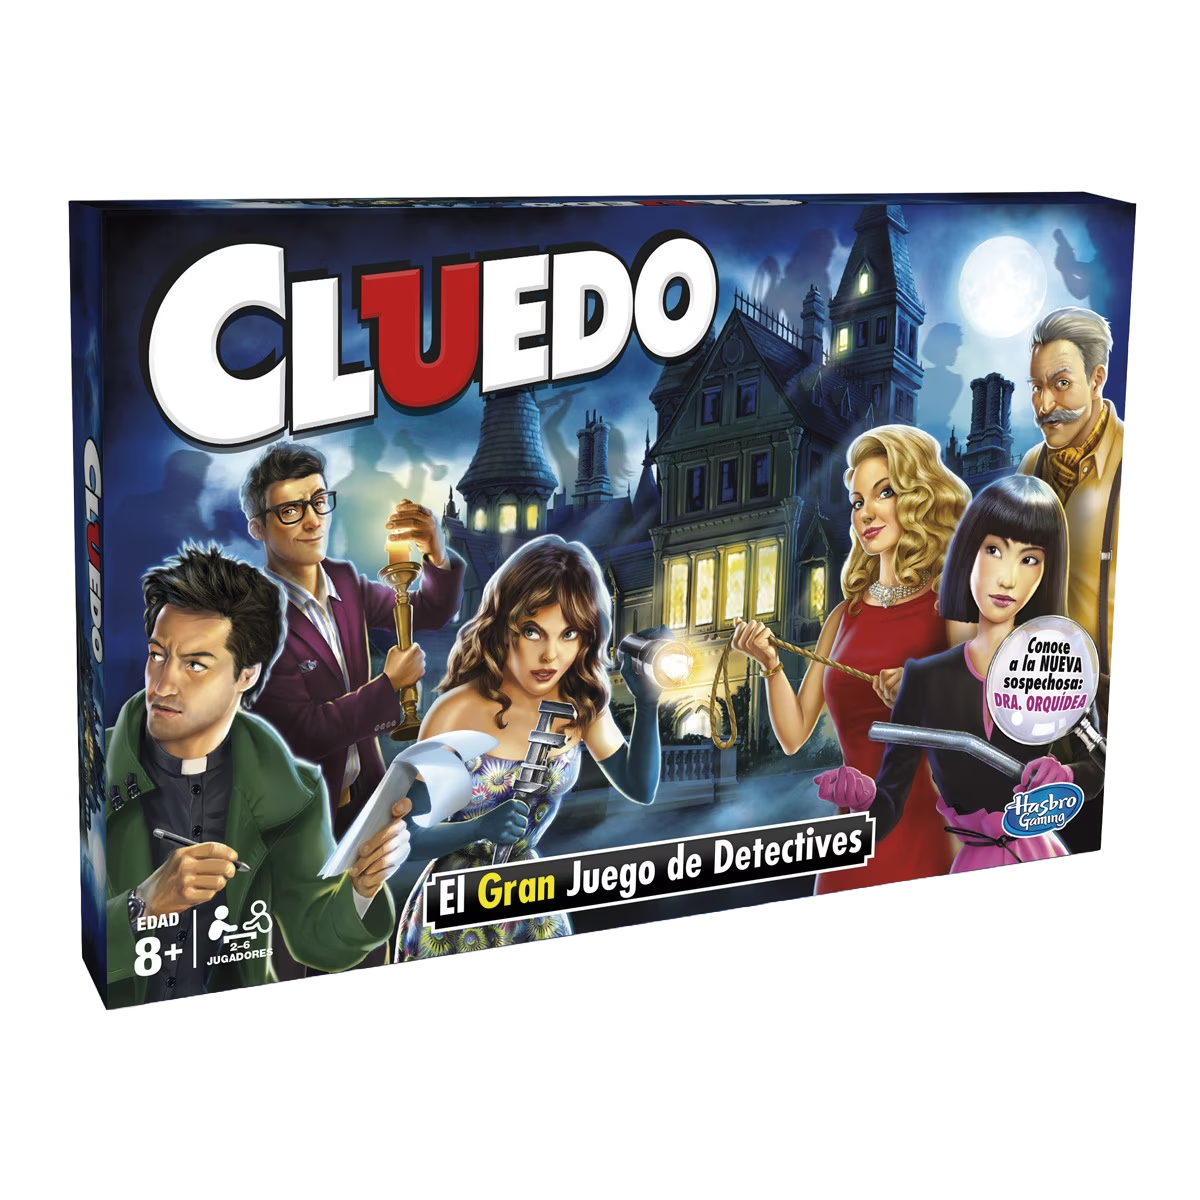 CLUEDO
CLUEDO
Conoce
a la NUEVA
sospechosa:
DRA. ORQUÍDEA
Hasbro
Gaming
El Gran Juego de Detectives
EDAD
8+
2-6
JUGADORES